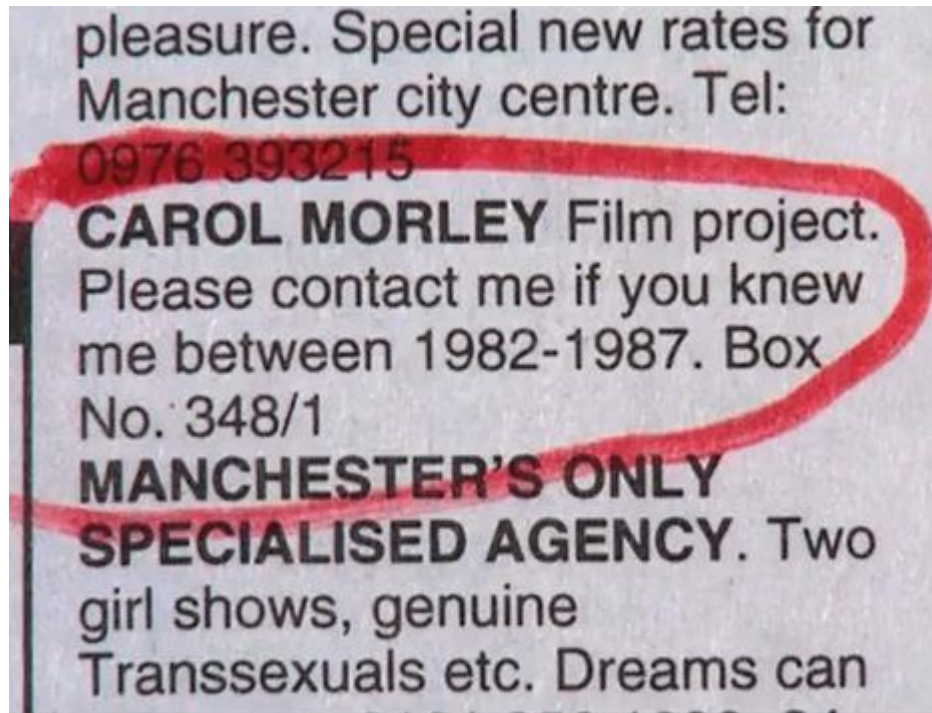 pleasure. Special new rates for
Manchester city centre. Tel:
0976 393215
CAROL MORLEY Film project.
Please contact me if you knew
me between 1982-1987. Box
No. 348/1
MANCHESTER'S ONLY
SPECIALISED AGENCY. Two
girl shows, genuine
Transsexuals etc. Dreams can